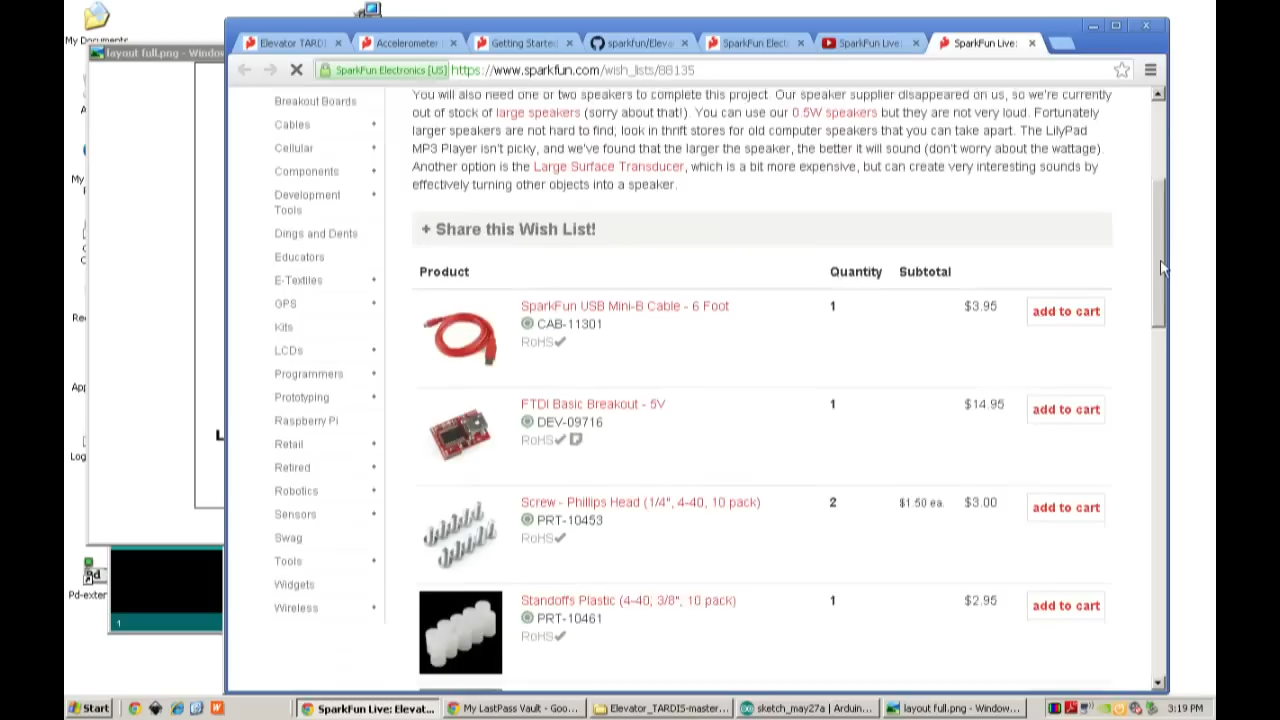 My Documents
layout full.png - Window
Elevator TARDI
Accelerometer
Getting Starte
sparkfun/Eleva
SparkFun Elect
SparkFun Live
SparkFun Live:
SparkFun Electronics [US]
https://www.sparkfun.com/wish_lists/88135
You will also need one or two speakers to complete this project. Our speaker supplier disappeared on us, so we're currently
out of stock of large speakers (sorry about that!). You can use our 0.5W speakers but they are not very loud. Fortunately
larger speakers are not hard to find, look in thrift stores for old computer speakers that you can take apart. The LilyPad
MP3 Player isn't picky, and we've found that the larger the speaker, the better it will sound (don't worry about the wattage).
Another option is the Large Surface Transducer, which is a bit more expensive, but can create very interesting sounds by
effectively turning other objects into a speaker.
Breakout Boards
Cables
Cellular
Components
Development
Tools
Dings and Dents
Educators
E-Textiles
GPS
Kits
LCDs
Programmers
Prototyping
Raspberry Pi
Retail
Retired
Robotics
Sensors
Swag
Tools
Widgets
Wireless
+ Share this Wish List!
Product Quantity Subtotal
SparkFun USB Mini-B Cable - 6 Foot 1 $3.95 add to cart
CAB-11301
RoHS✔
FTDI Basic Breakout - 5V 1 $14.95 add to cart
DEV-09716
RoHS✔
Screw - Phillips Head (1/4", 4-40, 10 pack) 2 $1.50 ea. $3.00 add to cart
PRT-10453
RoHS✔
Standoffs Plastic (4-40; 3/8", 10 pack) 1 $2.95 add to cart
PRT-10461
RoHS✔
My
Re
App
Log
L
Pd-exter
1
Start
SparkFun Live: Elevat...
My LastPass Vault - Goo...
Elevator_TARDIS-master...
sketch_may27a | Arduin...
layout full.png - Window...
3:19 PM